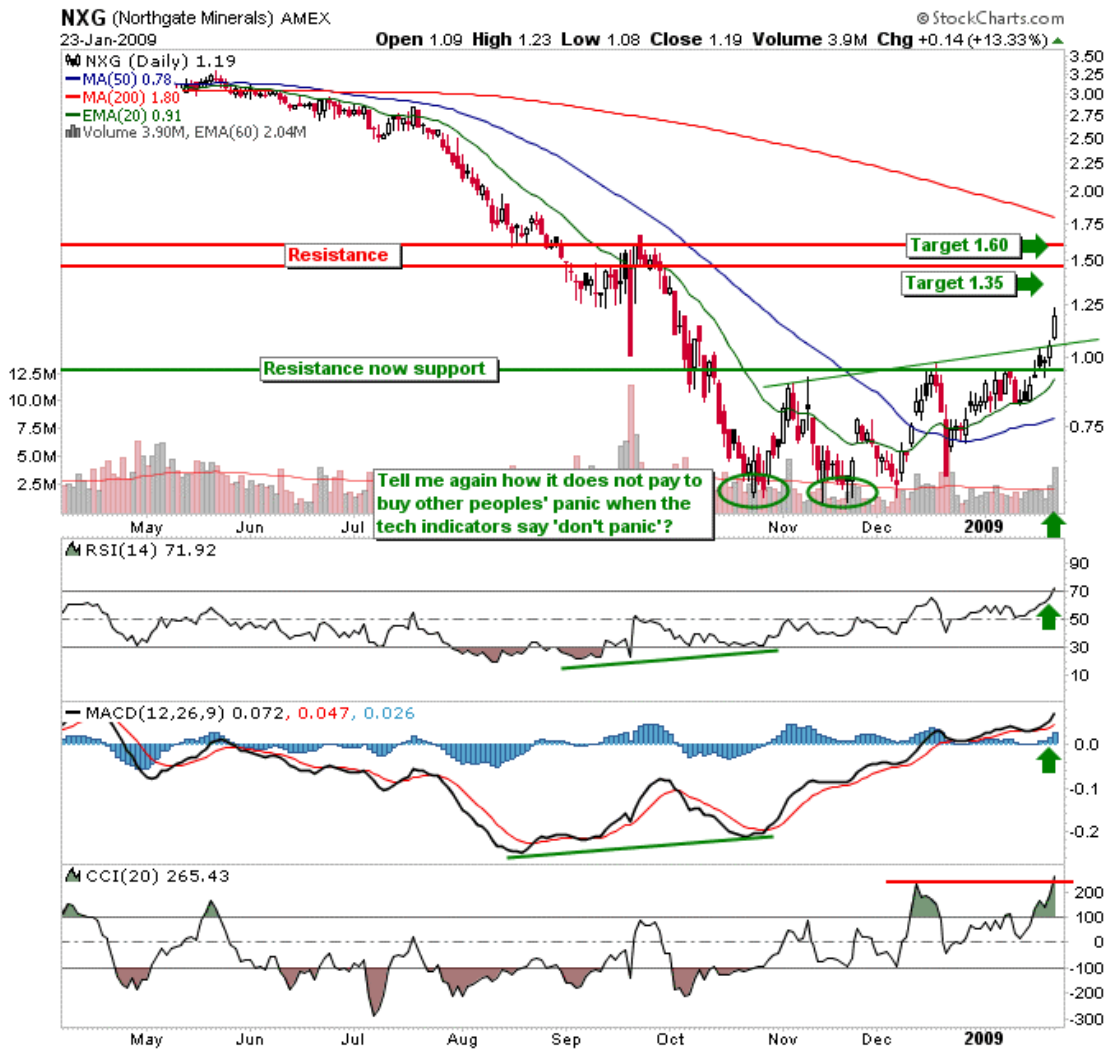 NXG (Northgate Minerals) AMEX
© StockCharts.com
23-Jan-2009
Open 1.09 High 1.23 Low 1.08 Close 1.19 Volume 3.9M Chg +0.14 (+13.33%)
NXG (Daily) 1.19
MA(50) 0.78
MA(200) 1.80
EMA(20) 0.91
Volume 3.90M, EMA(60) 2.04M
3.50
3.25
3.00
2.75
2.50
2.25
2.00
1.75
1.50
1.25
1.00
0.75
Target 1.60
Resistance
Target 1.35
Resistance now support
12.5M
10.0M
7.5M
5.0M
2.5M
Tell me again how it does not pay to
buy other peoples' panic when the
tech indicators say 'don't panic'?
May Jun Jul Nov Dec 2009
RSI(14) 71.92
90
70
50
30
10
MACD(12,26,9) 0.072, 0.047, 0.026
0.0
-0.1
-0.2
CCI(20) 265.43
200
100
0
-100
-200
-300
May Jun Jul Aug Sep Oct Nov Dec 2009